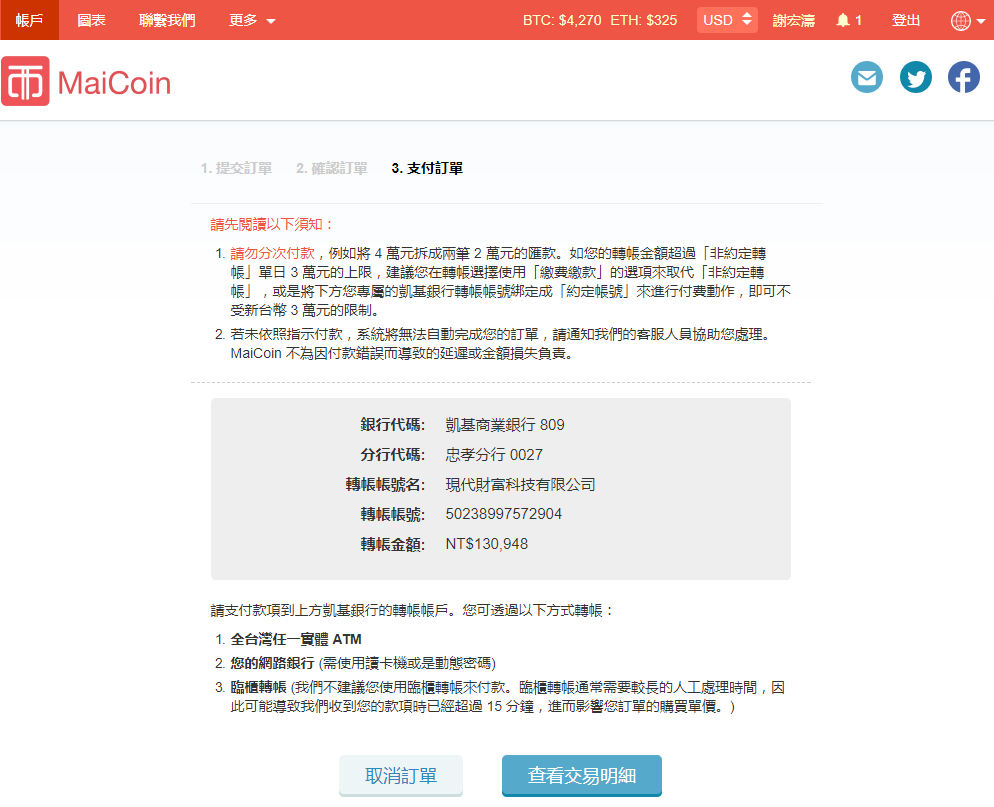 帳戶 圖表 聯繫我們 更多 BTC: $4,270 ETH: $325 USD 謝宏濤 1 登出
MaiCoin
1. 提交訂單 2. 確認訂單 3. 支付訂單
請先閱讀以下須知：
1. 請勿分次付款，例如將 4 萬元拆成兩筆 2 萬元的匯款。如您的轉帳金額超過「非約定轉
帳」單日 3 萬元的上限，建議您在轉帳選擇使用「繳費繳款」的選項來取代「非約定轉
帳」，或是將下方您專屬的凱基銀行轉帳帳號綁定成「約定帳號」來進行付費動作，即可不
受新台幣 3 萬元的限制。
2. 若未依照指示付款，系統將無法自動完成您的訂單，請通知我們的客服人員協助您處理。
MaiCoin 不為因付款錯誤而導致的延遲或金額損失負責。
銀行代碼: 凱基商業銀行 809
分行代碼: 忠孝分行 0027
轉帳帳號名: 現代財富科技有限公司
轉帳帳號: 50238997572904
轉帳金額: NT$130,948
請支付款項到上方凱基銀行的轉帳帳戶。您可透過以下方式轉帳：
1. 全台灣任一實體 ATM
2. 您的網路銀行 (需使用讀卡機或是動態密碼)
3. 臨櫃轉帳 (我們不建議您使用臨櫃轉帳來付款。臨櫃轉帳通常需要較長的人工處理時間，因
此可能導致我們收到您的款項時已經超過 15 分鐘，進而影響您訂單的購買單價。)
取消訂單 查看交易明細